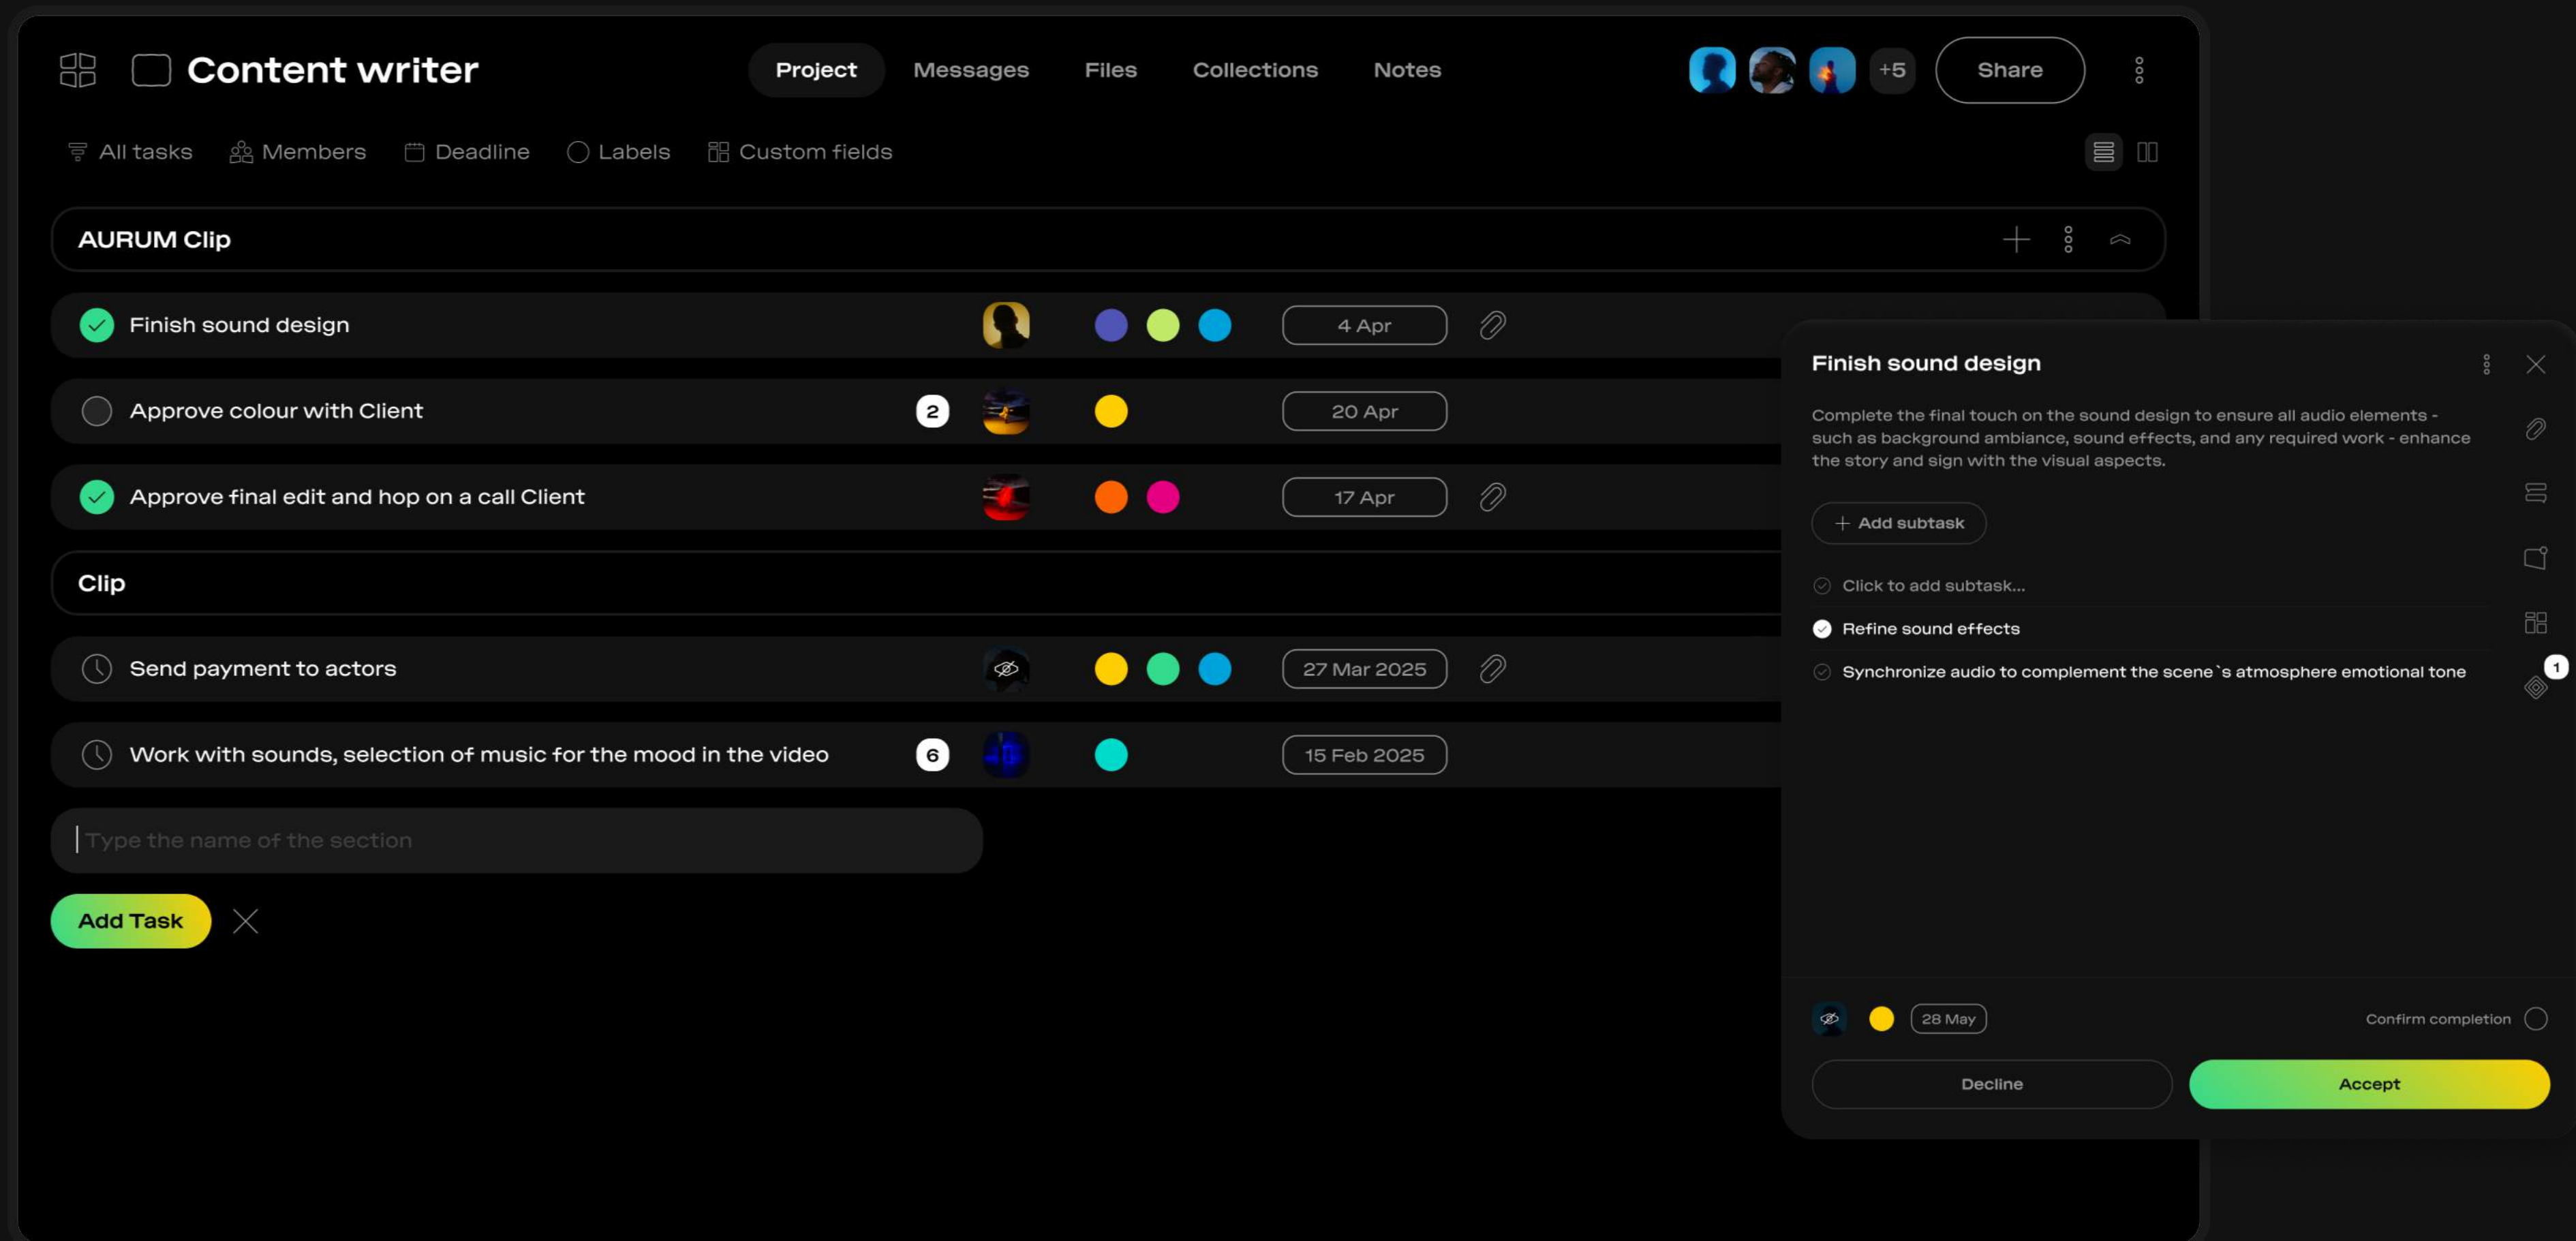 Content writer
Project
Messages
Files
Collections
Notes
+5
Share
All tasks
Members
Deadline
Labels
Custom fields
AURUM Clip
Finish sound design
4 Apr
Approve colour with Client
2
20 Apr
Approve final edit and hop on a call Client
17 Apr
Clip
Send payment to actors
27 Mar 2025
Work with sounds, selection of music for the mood in the video
6
15 Feb 2025
Type the name of the section
Add Task
Finish sound design
Complete the final touch on the sound design to ensure all audio elements -
such as background ambiance, sound effects, and any required work - enhance
the story and sign with the visual aspects.
+ Add subtask
Click to add subtask...
Refine sound effects
Synchronize audio to complement the scene`s atmosphere emotional tone
1
28 May
Confirm completion
Decline
Accept